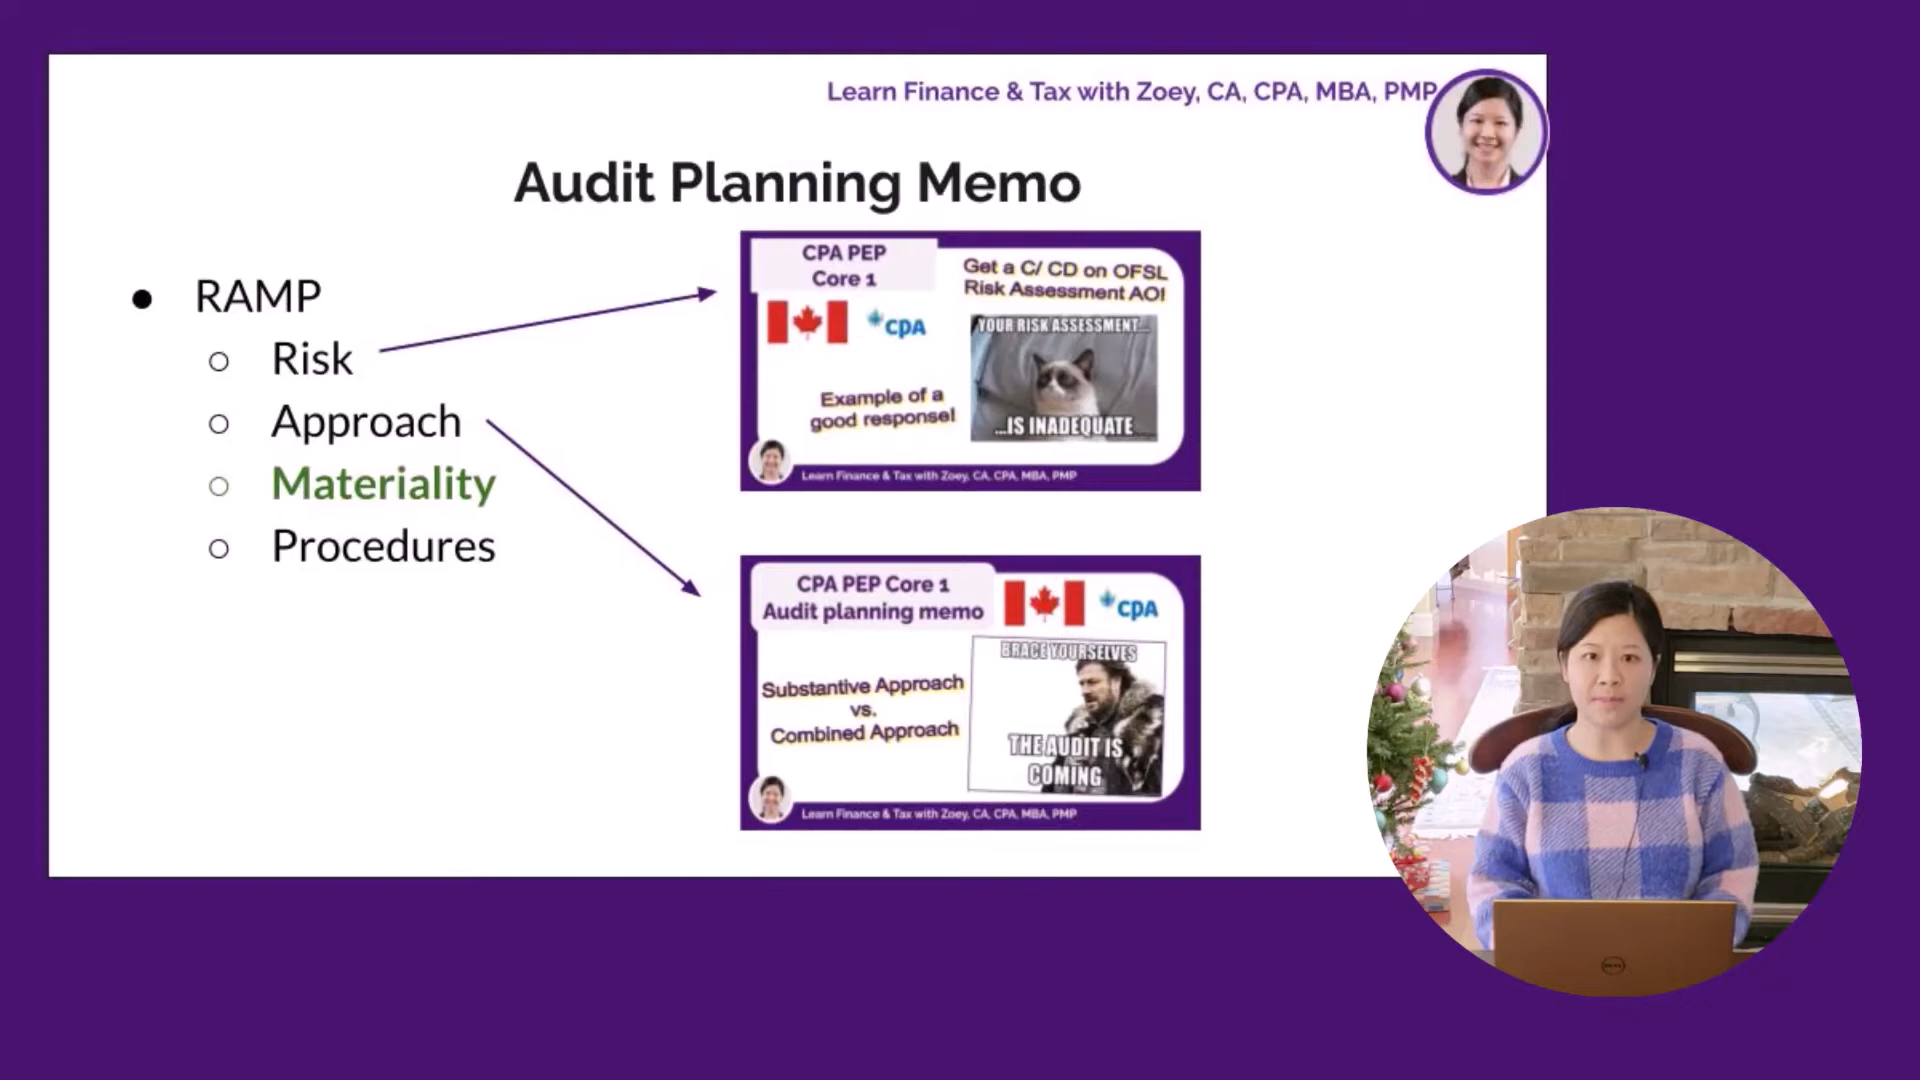 Learn Finance & Tax with Zoey, CA, CPA, MBA, PMP
Audit Planning Memo
RAMP
Risk
Approach
Materiality
Procedures
CPA PEP
Core 1
Get a C/ CD on OFSL
Risk Assessment AO!
cpa
YOUR RISK ASSESSMENT...
...IS INADEQUATE
Example of a
good response!
Learn Finance & Tax with Zoey, CA, CPA, MBA, PMP
CPA PEP Core 1
Audit planning memo
cpa
BRACE YOURSELVES
THE AUDIT IS
COMING
Substantive Approach
vs.
Combined Approach
Learn Finance & Tax with Zoey, CA, CPA, MBA, PMP
DELL